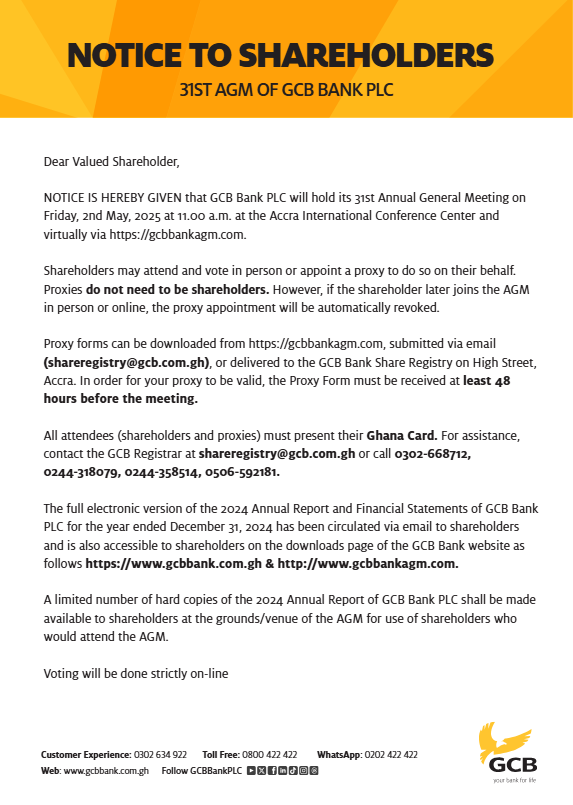 NOTICE TO SHAREHOLDERS
31ST AGM OF GCB BANK PLC
Dear Valued Shareholder,
NOTICE IS HEREBY GIVEN that GCB Bank PLC will hold its 31st Annual General Meeting on
Friday, 2nd May, 2025 at 11.00 a.m. at the Accra International Conference Center and
virtually via https://gcbbankagm.com.
Shareholders may attend and vote in person or appoint a proxy to do so on their behalf.
Proxies do not need to be shareholders. However, if the shareholder later joins the AGM
in person or online, the proxy appointment will be automatically revoked.
Proxy forms can be downloaded from https://gcbbankagm.com, submitted via email
(shareregistry@gcb.com.gh), or delivered to the GCB Bank Share Registry on High Street,
Accra. In order for your proxy to be valid, the Proxy Form must be received at least 48
hours before the meeting.
All attendees (shareholders and proxies) must present their Ghana Card. For assistance,
contact the GCB Registrar at shareregistry@gcb.com.gh or call 0302-668712,
0244-318079, 0244-358514, 0506-592181.
The full electronic version of the 2024 Annual Report and Financial Statements of GCB Bank
PLC for the year ended December 31, 2024 has been circulated via email to shareholders
and is also accessible to shareholders on the downloads page of the GCB Bank website as
follows https://www.gcbbank.com.gh & http://www.gcbbankagm.com.
A limited number of hard copies of the 2024 Annual Report of GCB Bank PLC shall be made
available to shareholders at the grounds/venue of the AGM for use of shareholders who
would attend the AGM.
Voting will be done strictly on-line
Customer Experience: 0302 634 922 Toll Free: 0800 422 422 WhatsApp: 0202 422 422
Web: www.gcbbank.com.gh Follow GCBBankPLC
GCB
your bank for life